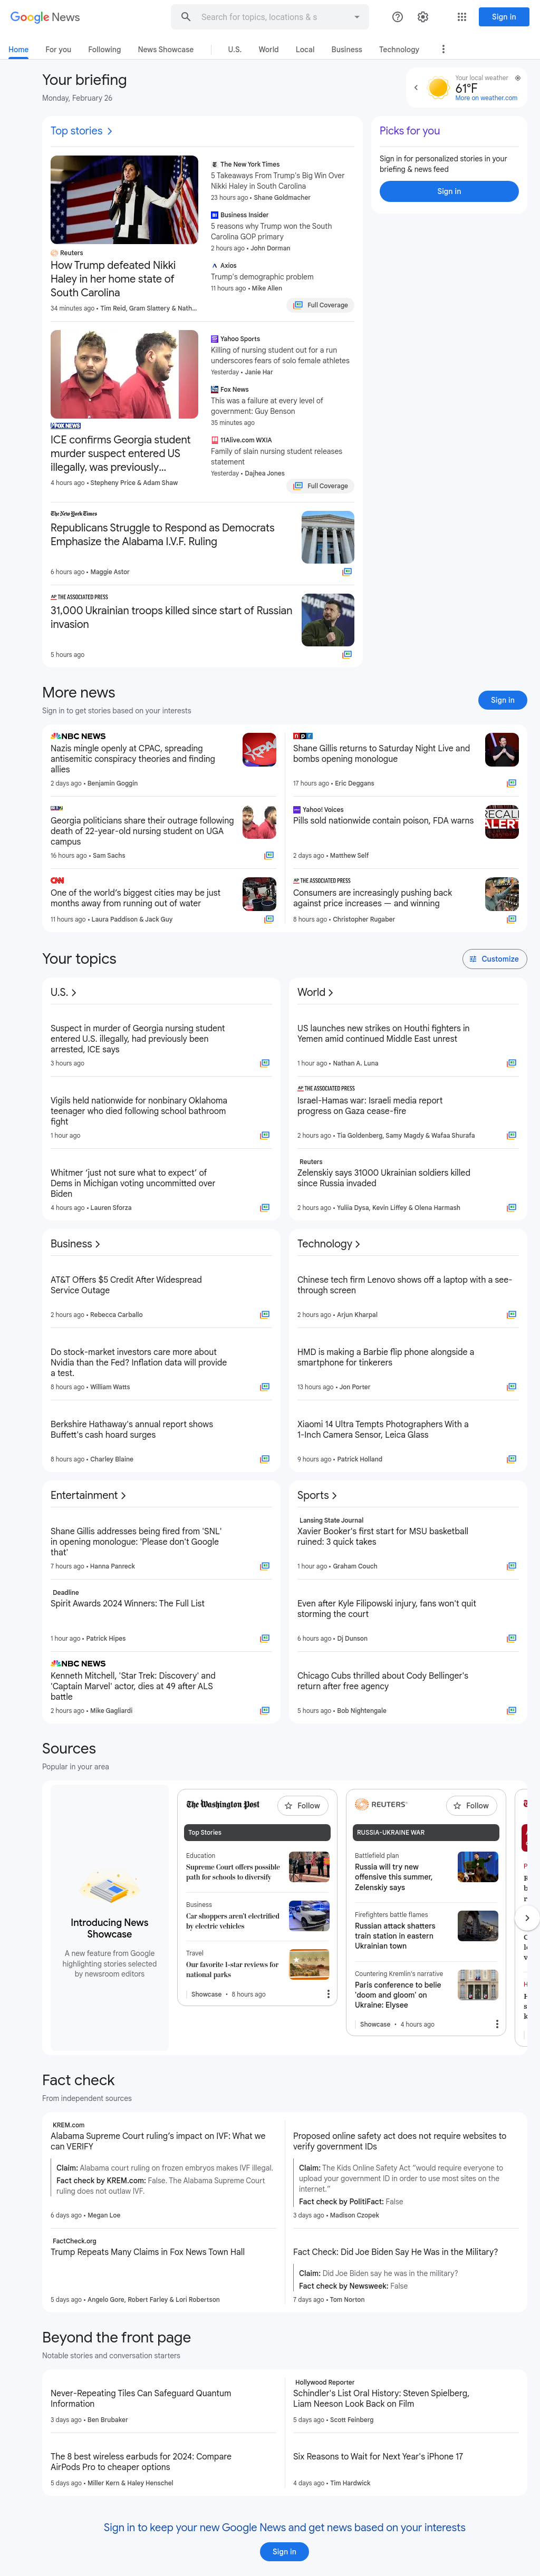 Google News
Search for topics, locations & s
Sign in
Home
For you
Following
News Showcase
U.S.
World
Local
Business
Technology
Your briefing
Monday, February 26
Your local weather
61°F
More on weather.com
Top stories
Reuters
How Trump defeated Nikki
Haley in her home state of
South Carolina
34 minutes ago • Tim Reid, Gram Slattery & Nath...
The New York Times
5 Takeaways From Trump's Big Win Over
Nikki Haley in South Carolina
23 hours ago • Shane Goldmacher
Business Insider
5 reasons why Trump won the South
Carolina GOP primary
2 hours ago • John Dorman
Axios
Trump's demographic problem
11 hours ago • Mike Allen
Full Coverage
Picks for you
Sign in for personalized stories in your
briefing & news feed
Sign in
FOX NEWS
ICE confirms Georgia student
murder suspect entered US
illegally, was previously...
4 hours ago • Stepheny Price & Adam Shaw
Yahoo Sports
Killing of nursing student out for a run
underscores fears of solo female athletes
Yesterday • Janie Har
Fox News
This was a failure at every level of
government: Guy Benson
35 minutes ago
11Alive.com WXIA
Family of slain nursing student releases
statement
Yesterday • Dajhea Jones
Full Coverage
The New York Times
Republicans Struggle to Respond as Democrats
Emphasize the Alabama I.V.F. Ruling
6 hours ago • Maggie Astor
AP THE ASSOCIATED PRESS
31,000 Ukrainian troops killed since start of Russian
invasion
5 hours ago
More news
Sign in to get stories based on your interests
Sign in
NBC NEWS
Nazis mingle openly at CPAC, spreading
antisemitic conspiracy theories and finding
allies
2 days ago • Benjamin Goggin
npr
Shane Gillis returns to Saturday Night Live and
bombs opening monologue
17 hours ago • Eric Deggans
Georgia politicians share their outrage following
death of 22-year-old nursing student on UGA
campus
16 hours ago • Sam Sachs
Yahoo! Voices
Pills sold nationwide contain poison, FDA warns
2 days ago • Matthew Self
RECALL
ALERT
CNN
One of the world's biggest cities may be just
months away from running out of water
11 hours ago • Laura Paddison & Jack Guy
AP THE ASSOCIATED PRESS
Consumers are increasingly pushing back
against price increases — and winning
8 hours ago • Christopher Rugaber
Your topics
Customize
U.S.
Suspect in murder of Georgia nursing student
entered U.S. illegally, had previously been
arrested, ICE says
3 hours ago
Vigils held nationwide for nonbinary Oklahoma
teenager who died following school bathroom
fight
1 hour ago
Whitmer 'just not sure what to expect' of
Dems in Michigan voting uncommitted over
Biden
4 hours ago • Lauren Sforza
World
US launches new strikes on Houthi fighters in
Yemen amid continued Middle East unrest
1 hour ago • Nathan A. Luna
AP THE ASSOCIATED PRESS
Israel-Hamas war: Israeli media report
progress on Gaza cease-fire
2 hours ago • Tia Goldenberg, Samy Magdy & Wafaa Shurafa
Reuters
Zelenskiy says 31000 Ukrainian soldiers killed
since Russia invaded
2 hours ago • Yuliia Dysa, Kevin Liffey & Olena Harmash
Business
AT&T Offers $5 Credit After Widespread
Service Outage
2 hours ago • Rebecca Carballo
Do stock-market investors care more about
Nvidia than the Fed? Inflation data will provide
a test.
8 hours ago • William Watts
Berkshire Hathaway's annual report shows
Buffett's cash hoard surges
8 hours ago • Charley Blaine
Technology
Chinese tech firm Lenovo shows off a laptop with a see-
through screen
2 hours ago • Arjun Kharpal
HMD is making a Barbie flip phone alongside a
smartphone for tinkerers
13 hours ago • Jon Porter
Xiaomi 14 Ultra Tempts Photographers With a
1-Inch Camera Sensor, Leica Glass
9 hours ago • Patrick Holland
Entertainment
Shane Gillis addresses being fired from 'SNL'
in opening monologue: 'Please don't Google
that'
7 hours ago • Hanna Panreck
Deadline
Spirit Awards 2024 Winners: The Full List
1 hour ago • Patrick Hipes
NBC NEWS
Kenneth Mitchell, 'Star Trek: Discovery' and
'Captain Marvel' actor, dies at 49 after ALS
battle
2 hours ago • Mike Gagliardi
Sports
Lansing State Journal
Xavier Booker's first start for MSU basketball
ruined: 3 quick takes
1 hour ago • Graham Couch
Even after Kyle Filipowski injury, fans won't quit
storming the court
6 hours ago • Dj Dunson
Chicago Cubs thrilled about Cody Bellinger's
return after free agency
5 hours ago • Bob Nightengale
Sources
Popular in your area
Introducing News
Showcase
A new feature from Google
highlighting stories selected
by newsroom editors
The Washington Post
Follow
Top Stories
Education
Supreme Court offers possible
path for schools to diversify
Business
Car shoppers aren't electrified
by electric vehicles
Travel
Our favorite 1-star reviews for
national parks
Showcase • 8 hours ago
REUTERS
Follow
RUSSIA-UKRAINE WAR
Battlefield plan
Russia will try new
offensive this summer,
Zelenskiy says
Firefighters battle flames
Russian attack shatters
train station in eastern
Ukrainian town
Countering Kremlin's narrative
Paris conference to belie
'doom and gloom' on
Ukraine: Elysee
Showcase • 4 hours ago
Fact check
From independent sources
KREM.com
Alabama Supreme Court ruling's impact on IVF: What we
can VERIFY
Claim: Alabama court ruling on frozen embryos makes IVF illegal.
Fact check by KREM.com: False. The Alabama Supreme Court
ruling does not outlaw IVF.
6 days ago • Megan Loe
Proposed online safety act does not require websites to
verify government IDs
Claim: The Kids Online Safety Act "would require everyone to
upload your government ID in order to use most sites on the
internet."
Fact check by PolitiFact: False
3 days ago • Madison Czopek
FactCheck.org
Trump Repeats Many Claims in Fox News Town Hall
5 days ago • Angelo Gore, Robert Farley & Lori Robertson
Fact Check: Did Joe Biden Say He Was in the Military?
Claim: Did Joe Biden say he was in the military?
Fact check by Newsweek: False
7 days ago • Tom Norton
Beyond the front page
Notable stories and conversation starters
Never-Repeating Tiles Can Safeguard Quantum
Information
3 days ago • Ben Brubaker
Hollywood Reporter
Schindler's List Oral History: Steven Spielberg,
Liam Neeson Look Back on Film
5 days ago • Scott Feinberg
The 8 best wireless earbuds for 2024: Compare
AirPods Pro to cheaper options
5 days ago • Miller Kern & Haley Henschel
Six Reasons to Wait for Next Year's iPhone 17
4 days ago • Tim Hardwick
Sign in to keep your new Google News and get news based on your interests
Sign in